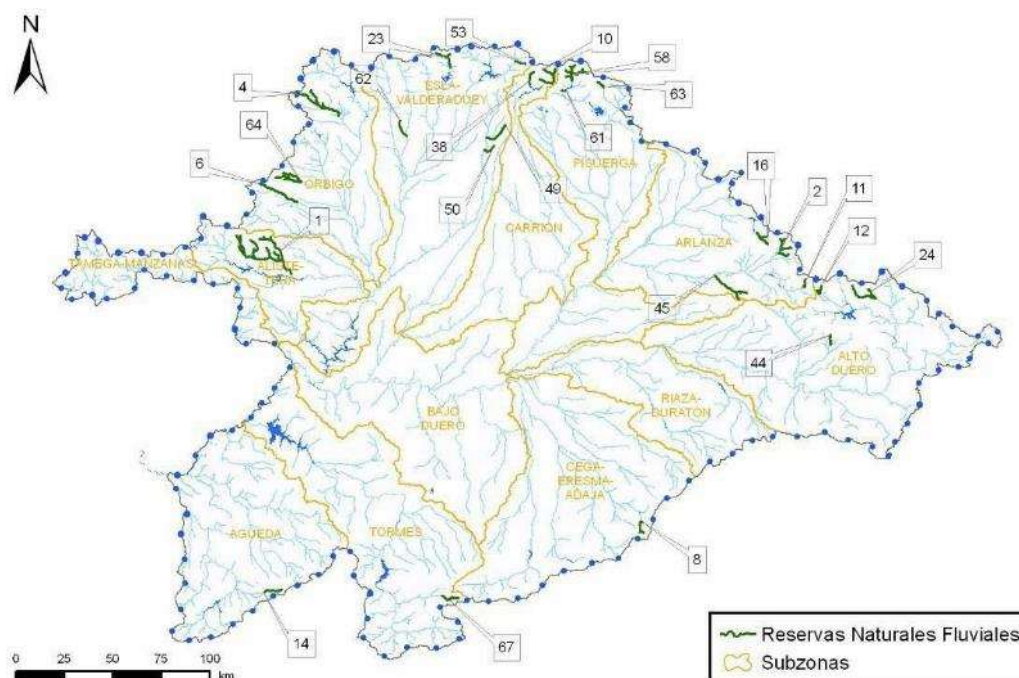 N
23
53
10
58
62
ESLA-
VALDERADUEY
4
63
64
38
61
PISUERGA
6
ORBIGO
16
2
11
50
49
1
CARRION
ARLANZA
12
24
TAMEGA-MANZANAS
ALISTE-
TERA
45
44
ALTO
DUERO
RIAZA-
DURATON
BAJO
DUERO
CEGA-
ERESMA-
ADAJA
AGUEDA
TORMES
8
14
67
Reservas Naturales Fluviales
Subzonas
0 25 50 75 100
km